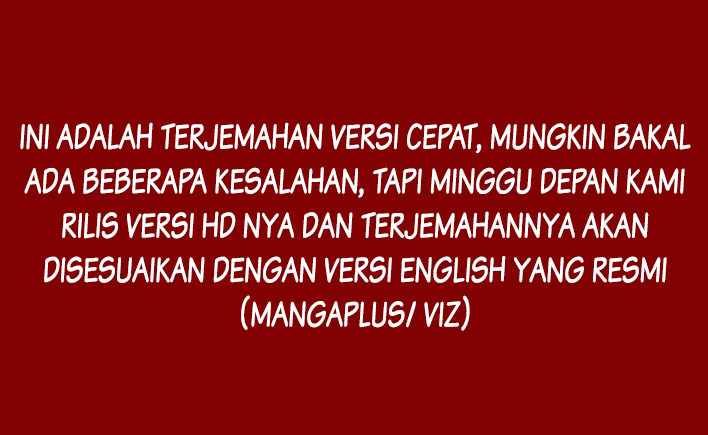 INI ADALAH TERJEMAHAN VERSI CEPAT, MUNGKIN BAKAL
ADA BEBERAPA KESALAHAN, TAPI MINGGU DEPAN KAMI
RILIS VERSI HD NYA DAN TERJEMAHANNYA AKAN
DISESUAIKAN DENGAN VERSI ENGLISH YANG RESMI
(MANGAPLUS/ VIZ)